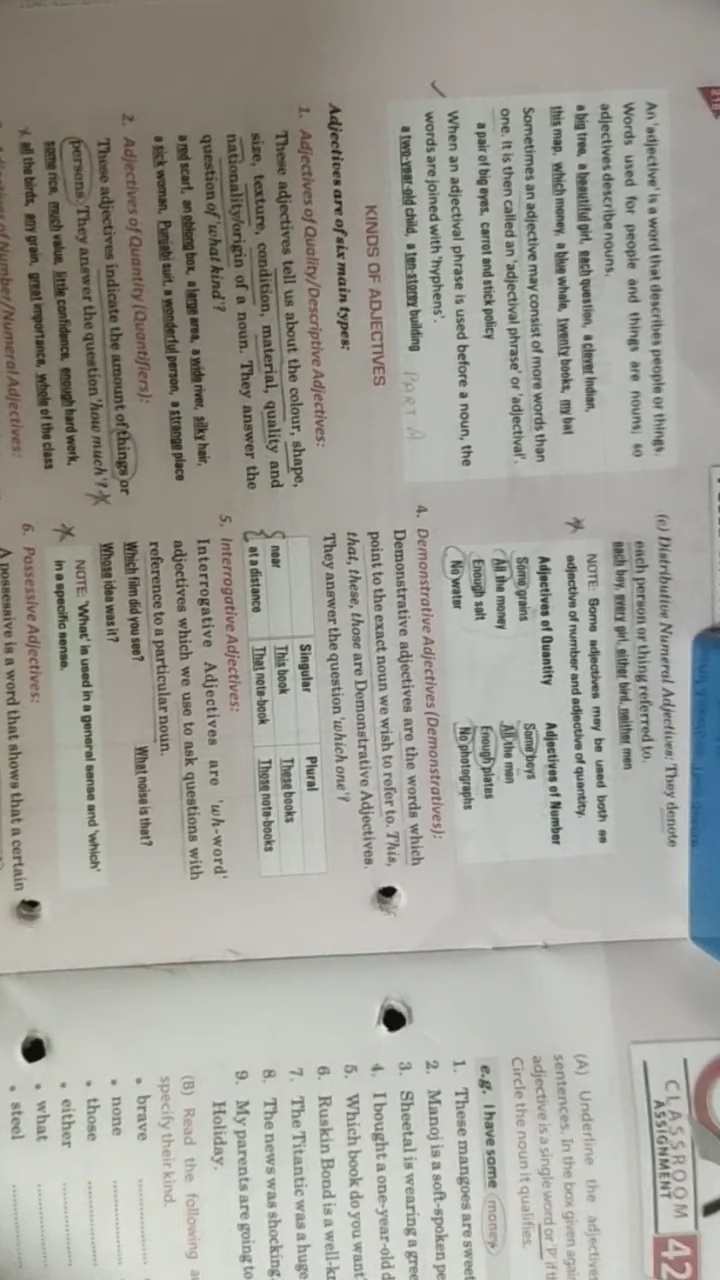 An 'adjective' is a word that describes people or things.
Words used for people and things are nouns; so
adjectives describe nouns.
a big tree, a beautiful girl, each question, a clever Indian,
this map, which money, a blue whale, twenty books, my bat
Sometimes an adjective may consist of more words than
one. It is then called an 'adjectival phrase' or 'adjectival'.
a pair of big eyes, carrot and stick policy
When an adjectival phrase is used before a noun, the
words are joined with 'hyphens'.
a two-year-old child, a ten-storey building
PART A
KINDS OF ADJECTIVES
Adjectives are of six main types:
1. Adjectives of Quality/Descriptive Adjectives:
These adjectives tell us about the colour, shape,
size, texture, condition, material, quality and
nationality/origin of a noun. They answer the
question of 'what kind'?
a red scarf, an oblong box, a large area, a wide river, silky hair,
a sick woman, Punjabi suit, a wonderful person, a strange place
2. Adjectives of Quantity (Quantifiers):
These adjectives indicate the amount of things or
persons. They answer the question 'how much'?
some rice, much value, little confidence, enough hard work,
all the birds, any grain, great importance, whole of the class
of Number/Numeral Adjectives:
(c) Distributive Numeral Adjectives: They denote
each person or thing referred to.
each boy, every girl, either bird, neither men
NOTE: Some adjectives may be used both as
adjective of number and adjective of quantity.
Adjectives of Quantity Adjectives of Number
Some grains Some boys
All the money All the men
Enough salt Enough plates
No water No photographs
4. Demonstrative Adjectives (Demonstratives):
Demonstrative adjectives are the words which
point to the exact noun we wish to refer to. This,
that, these, those are Demonstrative Adjectives.
They answer the question 'which one'?
Singular Plural
near This book These books
at a distance That note-book Those note-books
5. Interrogative Adjectives:
Interrogative Adjectives are 'wh-word'
adjectives which we use to ask questions with
reference to a particular noun.
Which film did you see? What noise is that?
Whose idea was it?
NOTE: 'What' is used in a general sense and 'which'
in a specific sense.
6. Possessive Adjectives:
A possessive is a word that shows that a certain
CLASSROOM
ASSIGNMENT
42
(A) Underline the adjective
sentences. In the box given again
adjective is a single word or 'P' if t
Circle the noun it qualifies.
e.g. I have some money
1. These mangoes are sweet
2. Manoj is a soft-spoken pe
3. Sheetal is wearing a gree
4. I bought a one-year-old d
5. Which book do you want
6. Ruskin Bond is a well-k
7. The Titantic was a huge
8. The news was shocking
9. My parents are going to
Holiday.
(B) Read the following a
specify their kind.
• brave
• none
• those
• either
• what
• steel